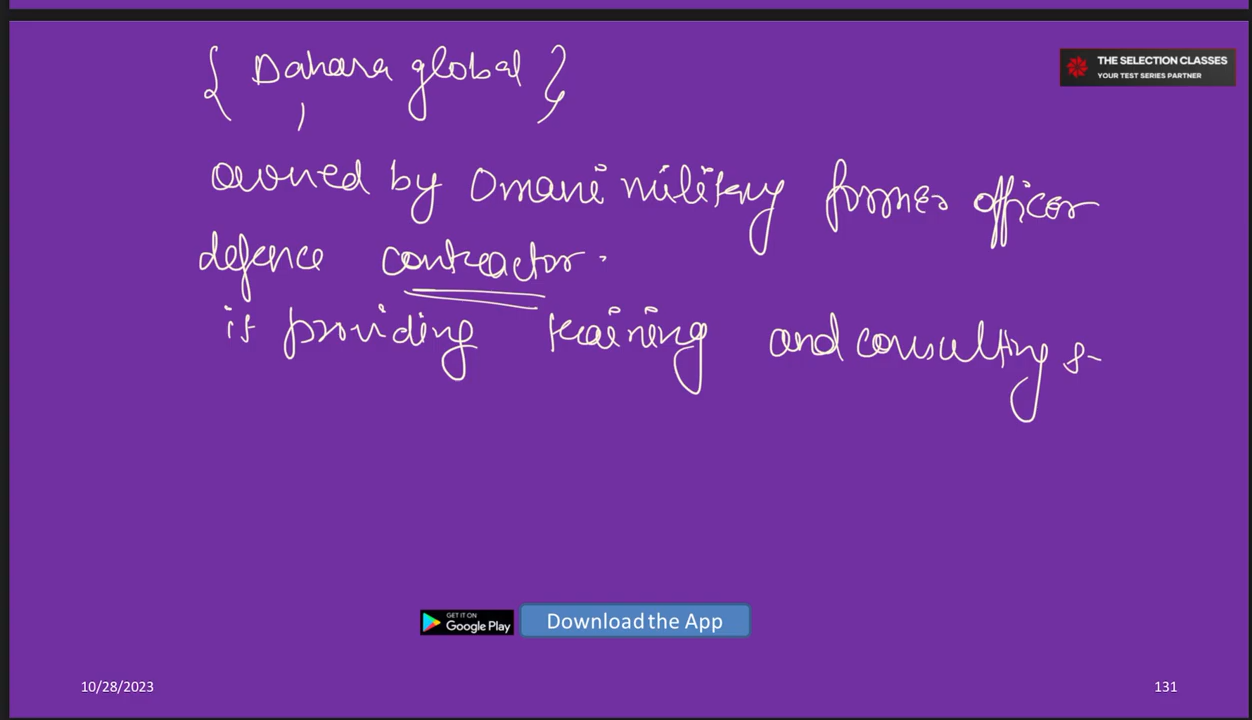 { Dahara global }
THE SELECTION CLASSES
YOUR TEST SERIES PARTNER
owned by Omani military former officer
defence contractor.
it providing training and consulting s-
GET IT ON
Google Play
Download the App
10/28/2023
131